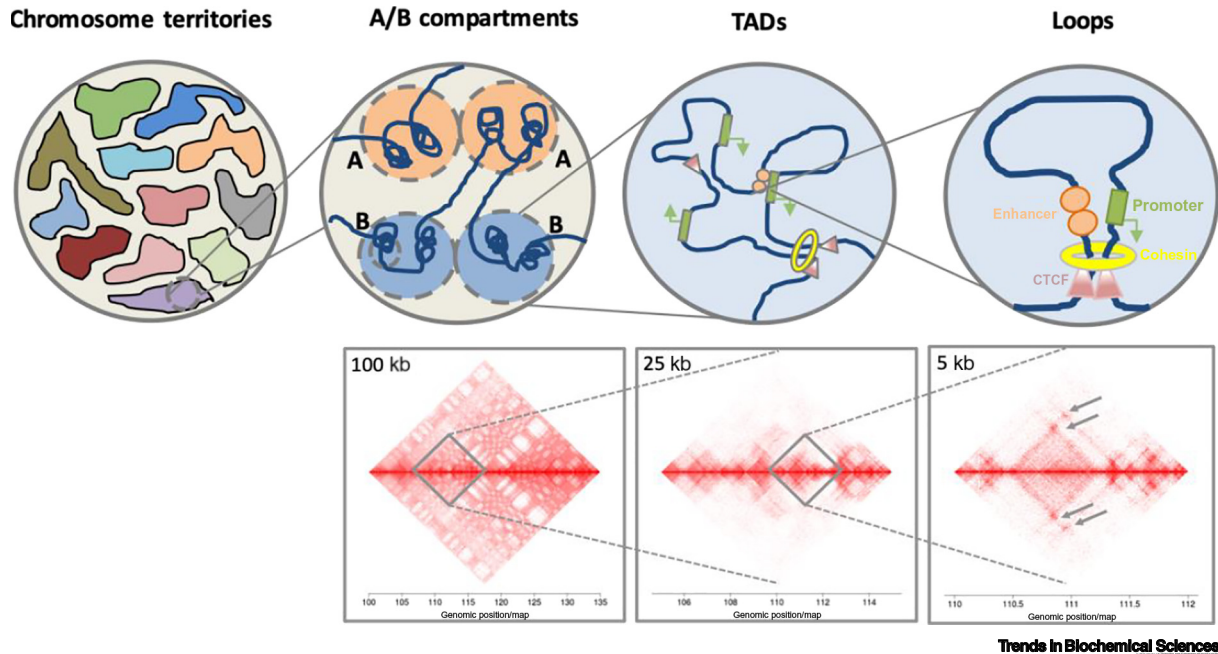 Chromosome territories
A/B compartments
TADs
Loops
A
A
B
B
Enhancer
Promoter
Cohesin
CTCF
100 kb
25 kb
5 kb
100 105 110 115 120 125 130 135
Genomic position/map
106 108 110 112 114
Genomic position/map
110 110.5 111 111.5 112
Genomic position/map
Trends in Biochemical Sciences